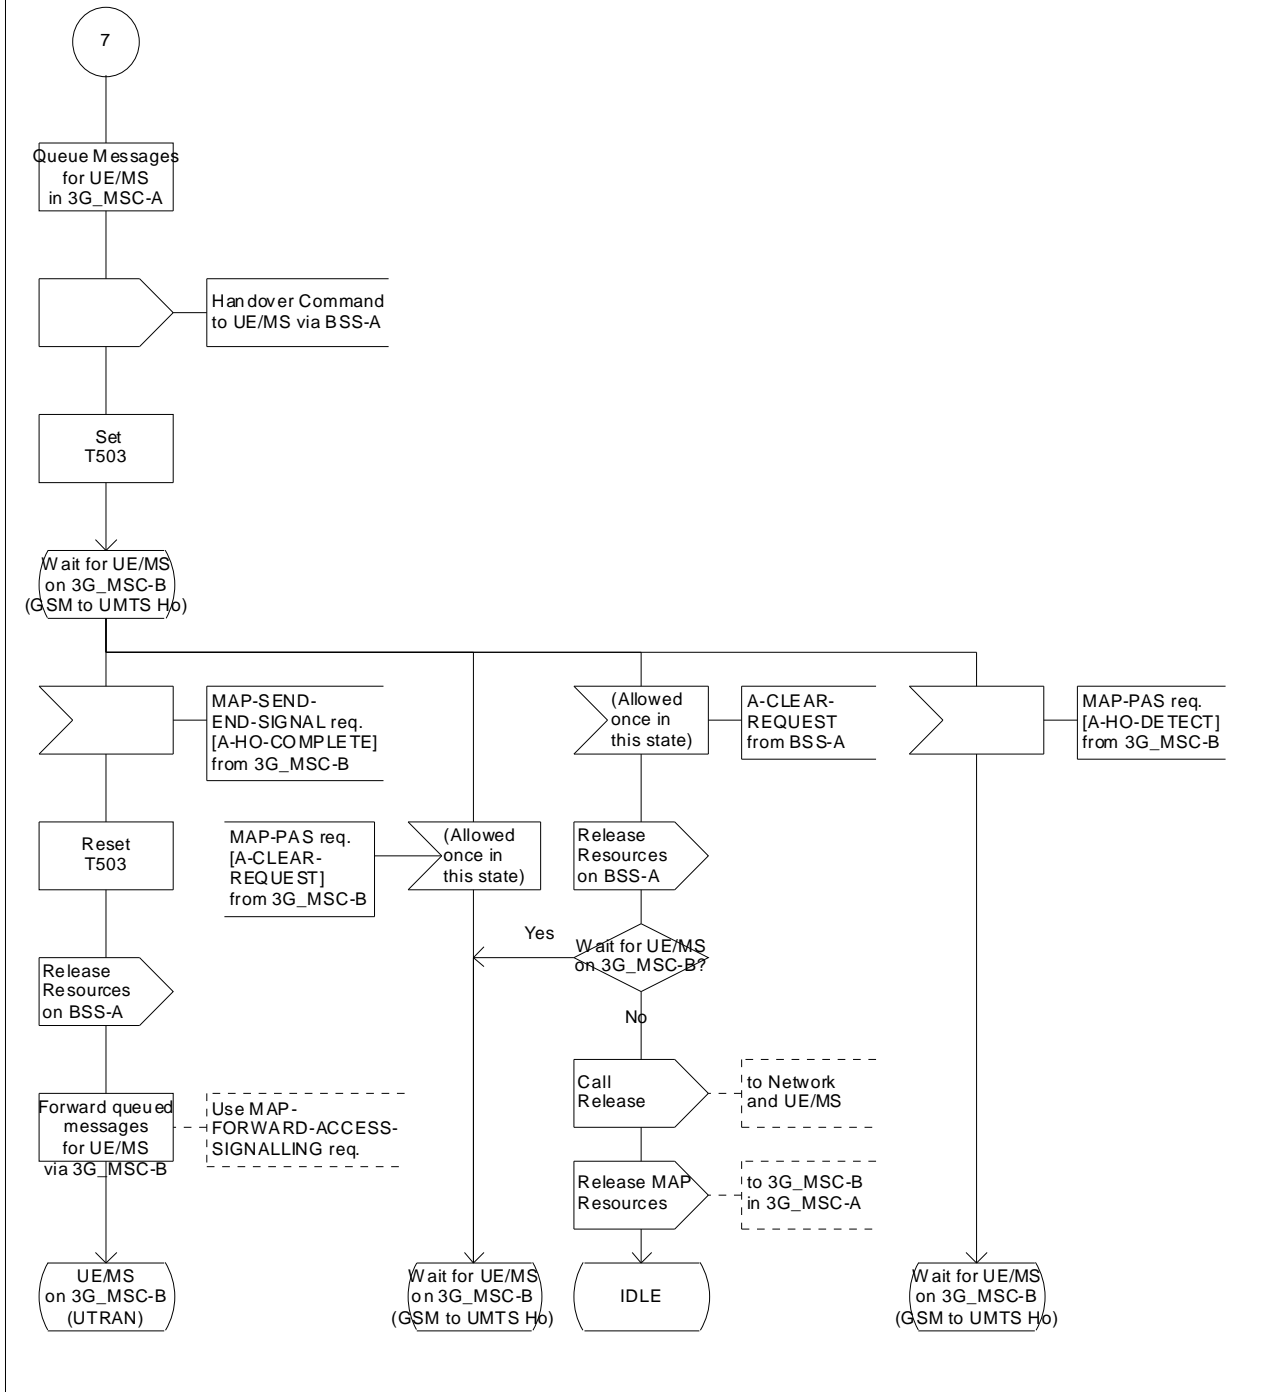 7
Queue Messages
for UE/MS
in 3G_MSC-A
Handover Command
to UE/MS via BSS-A
Set
T503
Wait for UE/MS
on 3G_MSC-B
(GSM to UMTS Ho)
MAP-SEND-
END-SIGNAL req.
[A-HO-COMPLETE]
from 3G_MSC-B
(Allowed
once in
this state)
A-CLEAR-
REQUEST
from BSS-A
MAP-PAS req.
[A-HO-DETECT]
from 3G_MSC-B
Reset
T503
MAP-PAS req.
[A-CLEAR-
REQUEST]
from 3G_MSC-B
(Allowed
once in
this state)
Release
Resources
on BSS-A
Yes
Wait for UE/MS
on 3G_MSC-B?
Release
Resources
on BSS-A
No
Call
Release
to Network
and UE/MS
Forward queued
messages
for UE/MS
via 3G_MSC-B
Use MAP-
FORWARD-ACCESS-
SIGNALLING req.
Release MAP
Resources
to 3G_MSC-B
in 3G_MSC-A
UE/MS
on 3G_MSC-B
(UTRAN)
Wait for UE/MS
on 3G_MSC-B
(GSM to UMTS Ho)
IDLE
Wait for UE/MS
on 3G_MSC-B
(GSM to UMTS Ho)